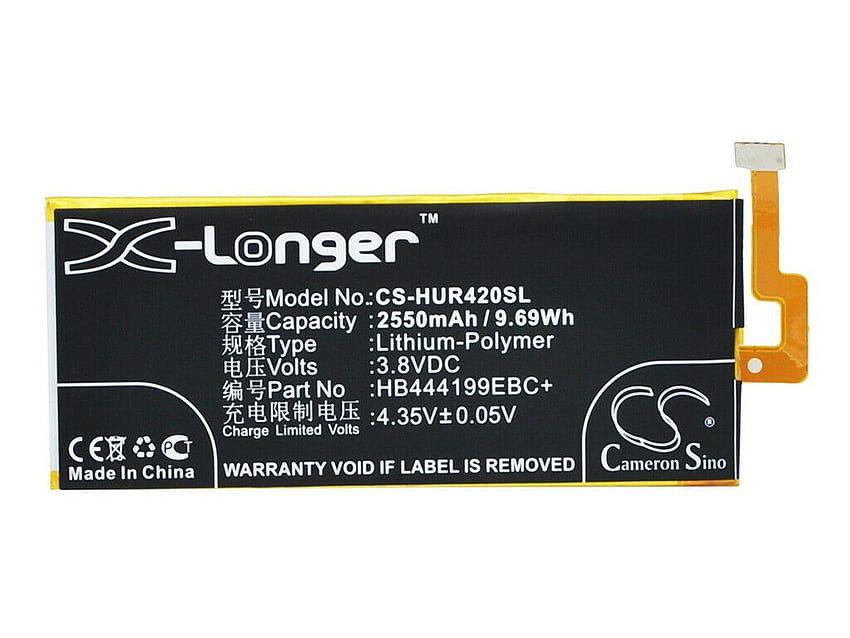 X-Longer™
型号Model No.:CS-HUR420SL
容量Capacity :2550mAh / 9.69Wh
规格Type :Lithium-Polymer
电压Volts :3.8VDC
编号Part No :HB444199EBC+
充电限制电压 :4.35V±0.05V
Charge Limited Volts
CE PCT
Made In China
WARRANTY VOID IF LABEL IS REMOVED
CS®
Cameron Sino